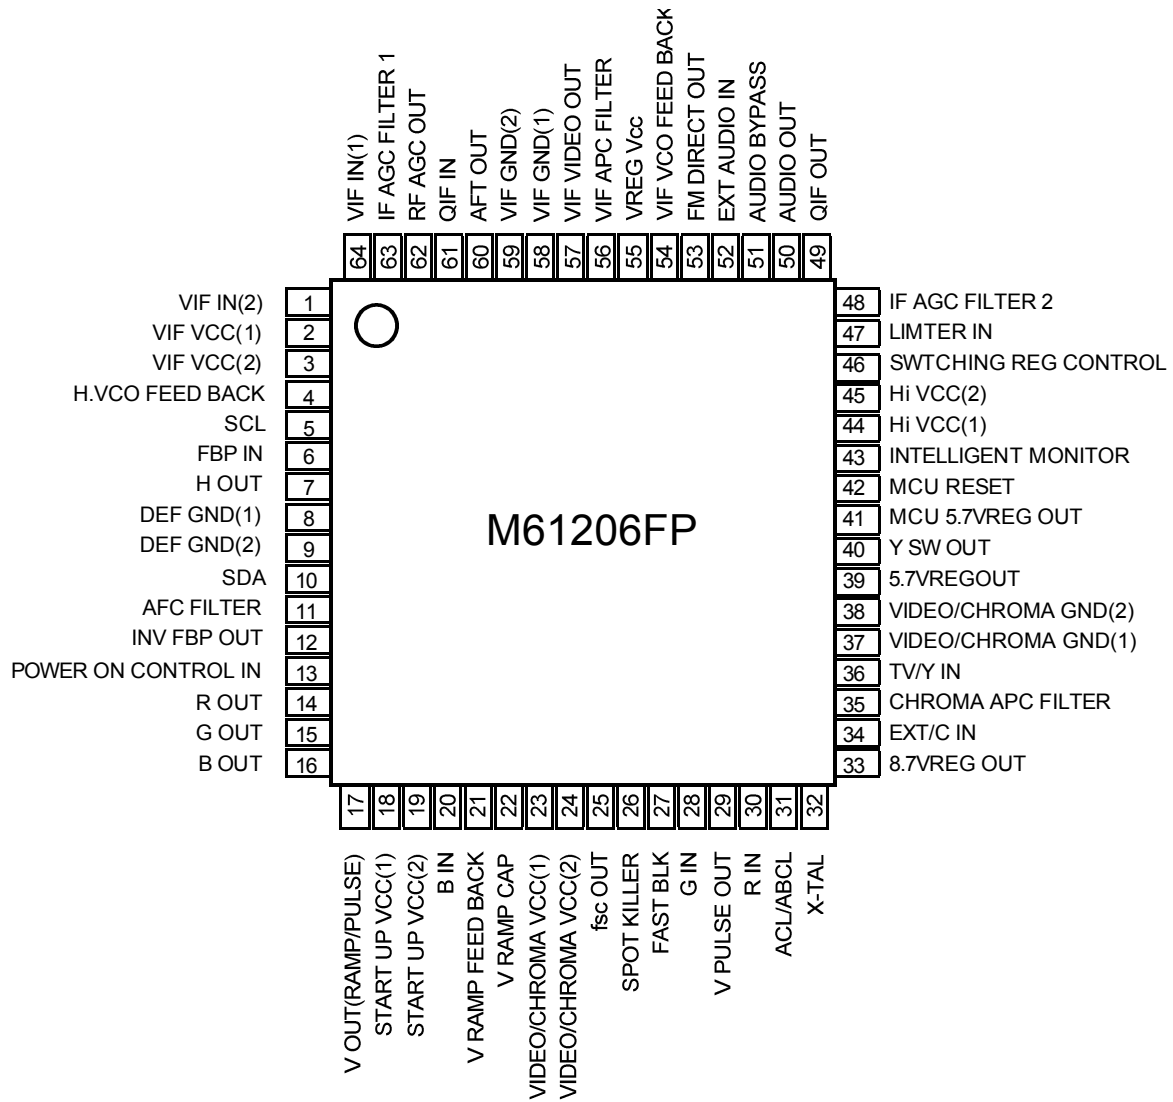 VIF IN(1)
IF AGC FILTER 1
RF AGC OUT
QIF IN
AFT OUT
VIF GND(2)
VIF GND(1)
VIF VIDEO OUT
VIF APC FILTER
VREG Vcc
VIF VCO FEED BACK
FM DIRECT OUT
EXT AUDIO IN
AUDIO BYPASS
AUDIO OUT
QIF OUT
64
63
62
61
60
59
58
57
56
55
54
53
52
51
50
49
VIF IN(2) 1
VIF VCC(1) 2
VIF VCC(2) 3
H.VCO FEED BACK 4
SCL 5
FBP IN 6
H OUT 7
DEF GND(1) 8
DEF GND(2) 9
SDA 10
AFC FILTER 11
INV FBP OUT 12
POWER ON CONTROL IN 13
R OUT 14
G OUT 15
B OUT 16
M61206FP
48 IF AGC FILTER 2
47 LIMTER IN
46 SWTCHING REG CONTROL
45 Hi VCC(2)
44 Hi VCC(1)
43 INTELLIGENT MONITOR
42 MCU RESET
41 MCU 5.7VREG OUT
40 Y SW OUT
39 5.7VREGOUT
38 VIDEO/CHROMA GND(2)
37 VIDEO/CHROMA GND(1)
36 TV/Y IN
35 CHROMA APC FILTER
34 EXT/C IN
33 8.7VREG OUT
17
18
19
20
21
22
23
24
25
26
27
28
29
30
31
32
V OUT(RAMP/PULSE)
START UP VCC(1)
START UP VCC(2)
B IN
V RAMP FEED BACK
V RAMP CAP
VIDEO/CHROMA VCC(1)
VIDEO/CHROMA VCC(2)
fsc OUT
SPOT KILLER
FAST BLK
G IN
V PULSE OUT
R IN
ACL/ABCL
X-TAL